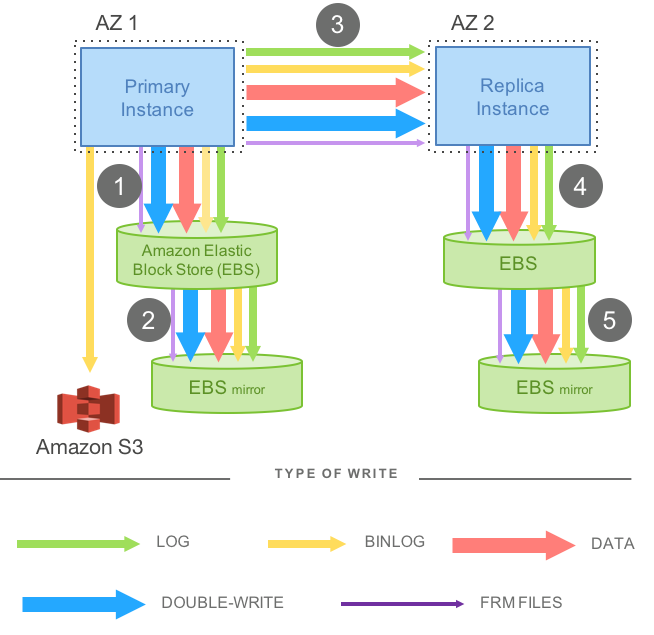 AZ 1
3
AZ 2
Primary
Instance
Replica
Instance
1
4
Amazon Elastic
Block Store (EBS)
EBS
2
5
EBS mirror
EBS mirror
Amazon S3
TYPE OF WRITE
LOG
BINLOG
DATA
DOUBLE-WRITE
FRM FILES